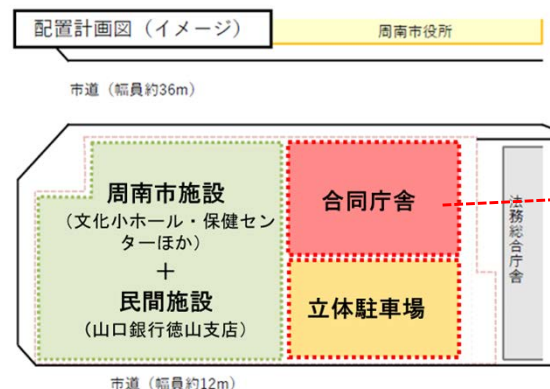 配置計画図（イメージ）
周南市役所
市道（幅員約36m）
周南市施設
（文化小ホール・保健セン
ターほか）
＋
民間施設
（山口銀行徳山支店）
合同庁舎
立体駐車場
法務総合庁舎
市道（幅員約12m）